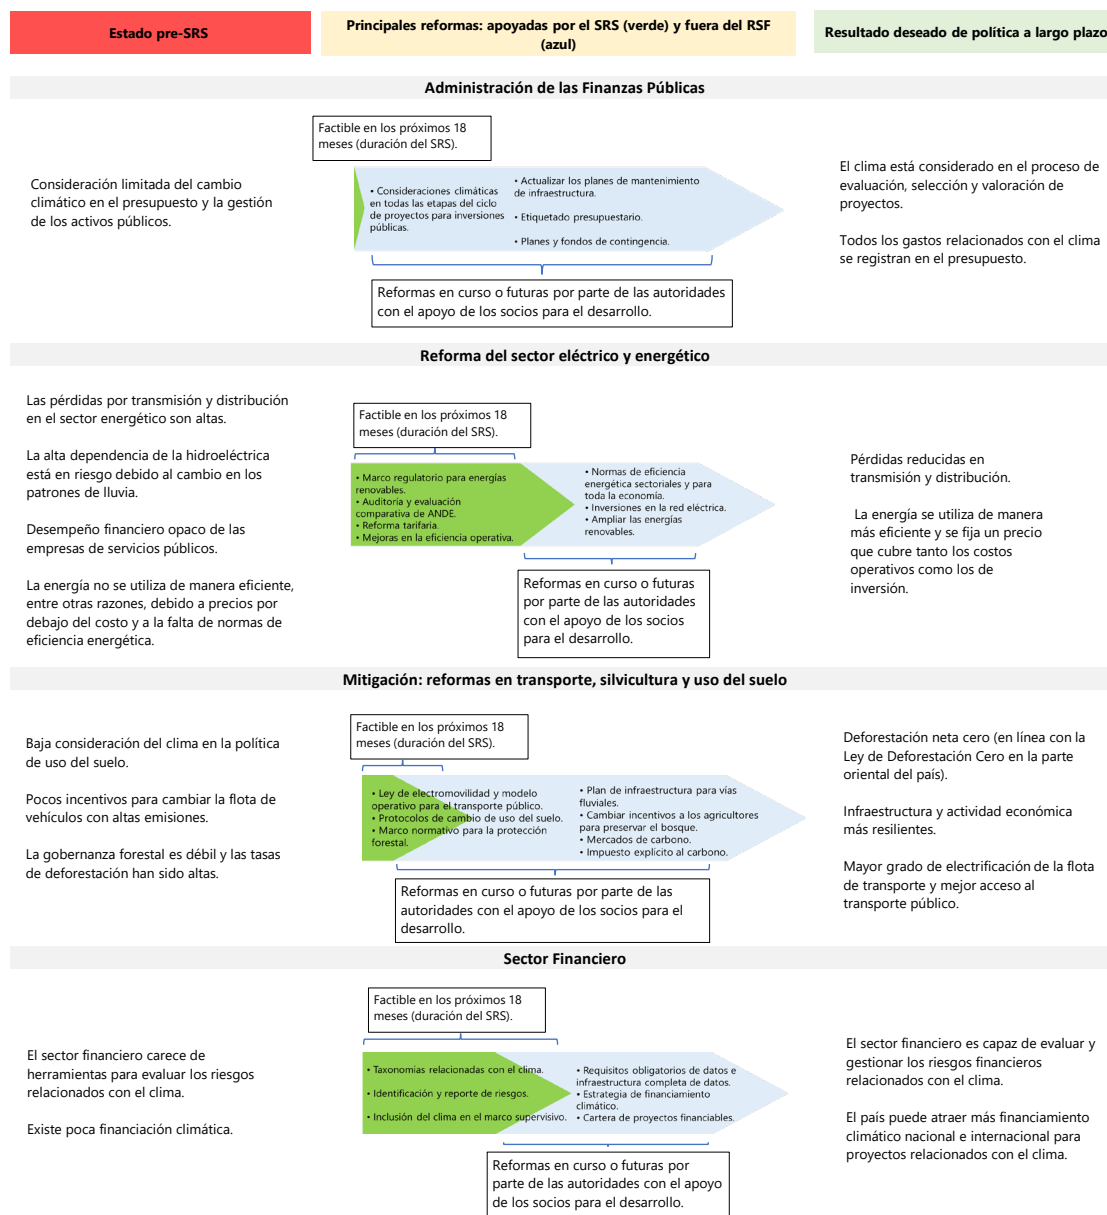 Estado pre-SRS
Principales reformas: apoyadas por el SRS (verde) y fuera del RSF
(azul)
Resultado deseado de política a largo plazo
Administración de las Finanzas Públicas
Consideración limitada del cambio
climático en el presupuesto y la gestión
de los activos públicos.
Factible en los próximos 18
meses (duración del SRS).
• Consideraciones climáticas
en todas las etapas del ciclo
de proyectos para inversiones
públicas.
• Actualizar los planes de mantenimiento
de infraestructura.
• Etiquetado presupuestario.
• Planes y fondos de contingencia.
Reformas en curso o futuras por parte de las autoridades
con el apoyo de los socios para el desarrollo.
El clima está considerado en el proceso de
evaluación, selección y valoración de
proyectos.
Todos los gastos relacionados con el clima
se registran en el presupuesto.
Reforma del sector eléctrico y energético
Las pérdidas por transmisión y distribución
en el sector energético son altas.
La alta dependencia de la hidroeléctrica
está en riesgo debido al cambio en los
patrones de lluvia.
Desempeño financiero opaco de las
empresas de servicios públicos.
La energía no se utiliza de manera eficiente,
entre otras razones, debido a precios por
debajo del costo y a la falta de normas de
eficiencia energética.
Factible en los próximos 18
meses (duración del SRS).
• Marco regulatorio para energías
renovables.
• Auditoría y evaluación
comparativa de ANDE.
• Reforma tarifaria.
• Mejoras en la eficiencia operativa.
• Normas de eficiencia
energética sectoriales y para
toda la economía.
• Inversiones en la red eléctrica.
• Ampliar las energías
renovables.
Reformas en curso o futuras
por parte de las autoridades
con el apoyo de los socios
para el desarrollo.
Pérdidas reducidas en
transmisión y distribución.
La energía se utiliza de manera
más eficiente y se fija un precio
que cubre tanto los costos
operativos como los de
inversión.
Mitigación: reformas en transporte, silvicultura y uso del suelo
Baja consideración del clima en la política
de uso del suelo.
Pocos incentivos para cambiar la flota de
vehículos con altas emisiones.
La gobernanza forestal es débil y las tasas
de deforestación han sido altas.
Factible en los próximos 18
meses (duración del SRS).
• Ley de electromovilidad y modelo
operativo para el transporte público.
• Protocolos de cambio de uso del suelo.
• Marco normativo para la protección
forestal.
• Plan de infraestructura para vías
fluviales.
• Cambiar incentivos a los agricultores
para preservar el bosque.
• Mercados de carbono.
• Impuesto explícito al carbono.
Reformas en curso o futuras por parte de las
autoridades con el apoyo de los socios para el
desarrollo.
Deforestación neta cero (en línea con la
Ley de Deforestación Cero en la parte
oriental del país).
Infraestructura y actividad económica
más resilientes.
Mayor grado de electrificación de la flota
de transporte y mejor acceso al
transporte público.
Sector Financiero
El sector financiero carece de
herramientas para evaluar los riesgos
relacionados con el clima.
Existe poca financiación climática.
Factible en los próximos 18
meses (duración del SRS).
• Taxonomías relacionadas con el clima.
• Identificación y reporte de riesgos.
• Inclusión del clima en el marco supervisivo.
• Requisitos obligatorios de datos e
infraestructura completa de datos.
• Estrategia de financiamiento
climático.
• Cartera de proyectos financiables.
Reformas en curso o futuras por
parte de las autoridades con el apoyo
de los socios para el desarrollo.
El sector financiero es capaz de evaluar y
gestionar los riesgos financieros
relacionados con el clima.
El país puede atraer más financiamiento
climático nacional e internacional para
proyectos relacionados con el clima.